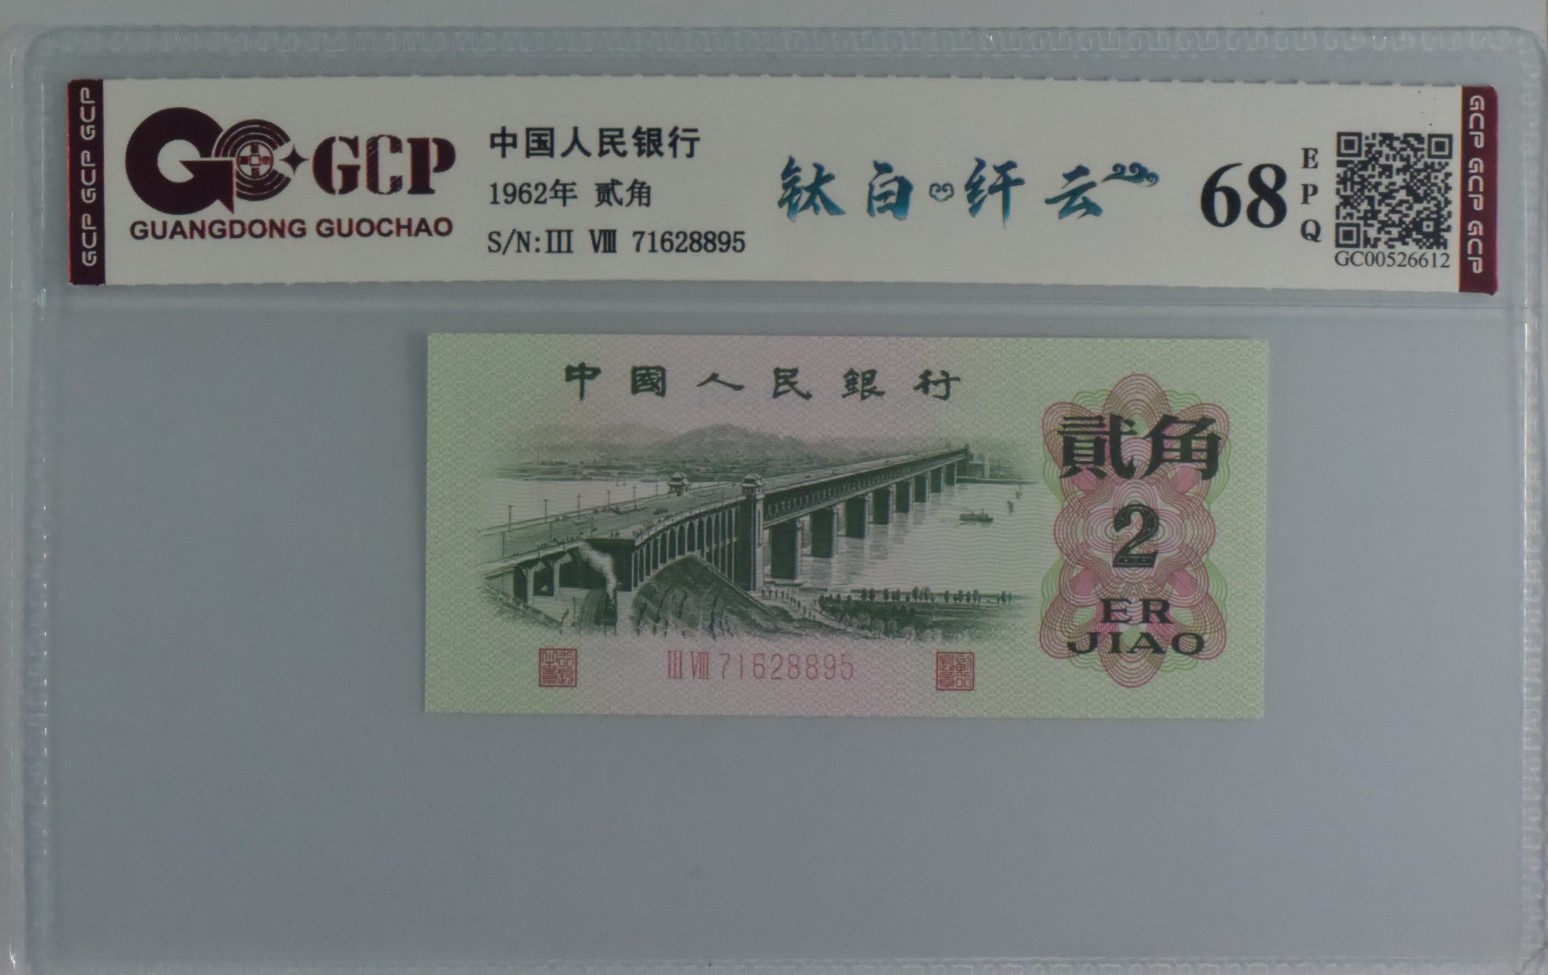 GCP GCP GCP
GCP
GUANGDONG GUOCHAO
中国人民银行
1962年 贰角
S/N:III VIII 71628895
钛白 纤云
68
EPQ
GC00526612
GCP GCP GCP GCP
中國人民銀行
貳角
2
ER
JIAO
III VIII 71628895